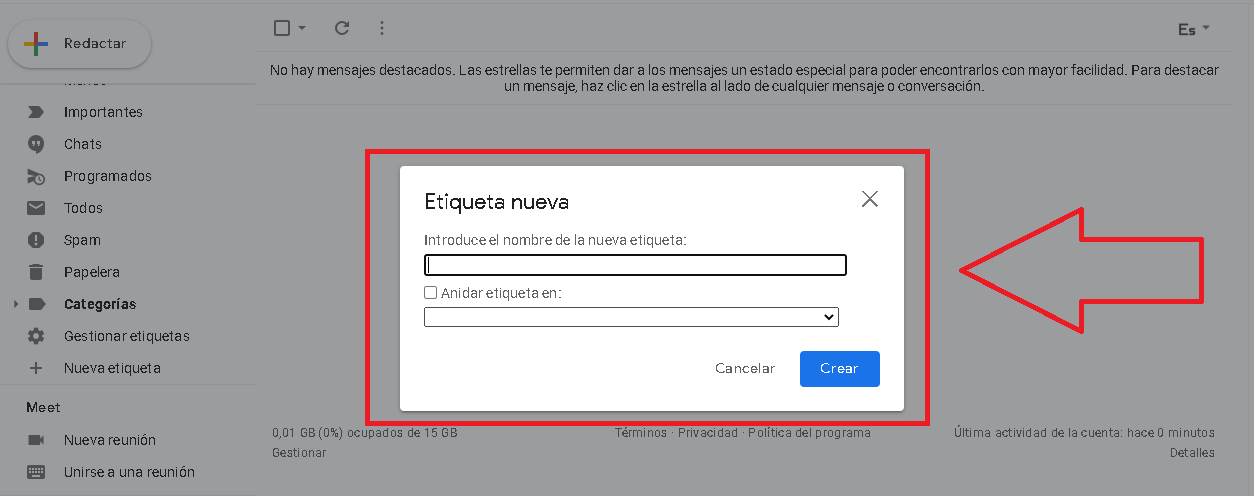 Redactar
Importantes
Chats
Programados
Todos
Spam
Papelera
Categorías
Gestionar etiquetas
Nueva etiqueta
Meet
Nueva reunión
Unirse a una reunión
Es
No hay mensajes destacados. Las estrellas te permiten dar a los mensajes un estado especial para poder encontrarlos con mayor facilidad. Para destacar
un mensaje, haz clic en la estrella al lado de cualquier mensaje o conversación.
Etiqueta nueva
Introduce el nombre de la nueva etiqueta:
Anidar etiqueta en:
Cancelar
Crear
0,01 GB (0%) ocupados de 15 GB
Gestionar
Términos · Privacidad · Política del programa
Última actividad de la cuenta: hace 0 minutos
Detalles